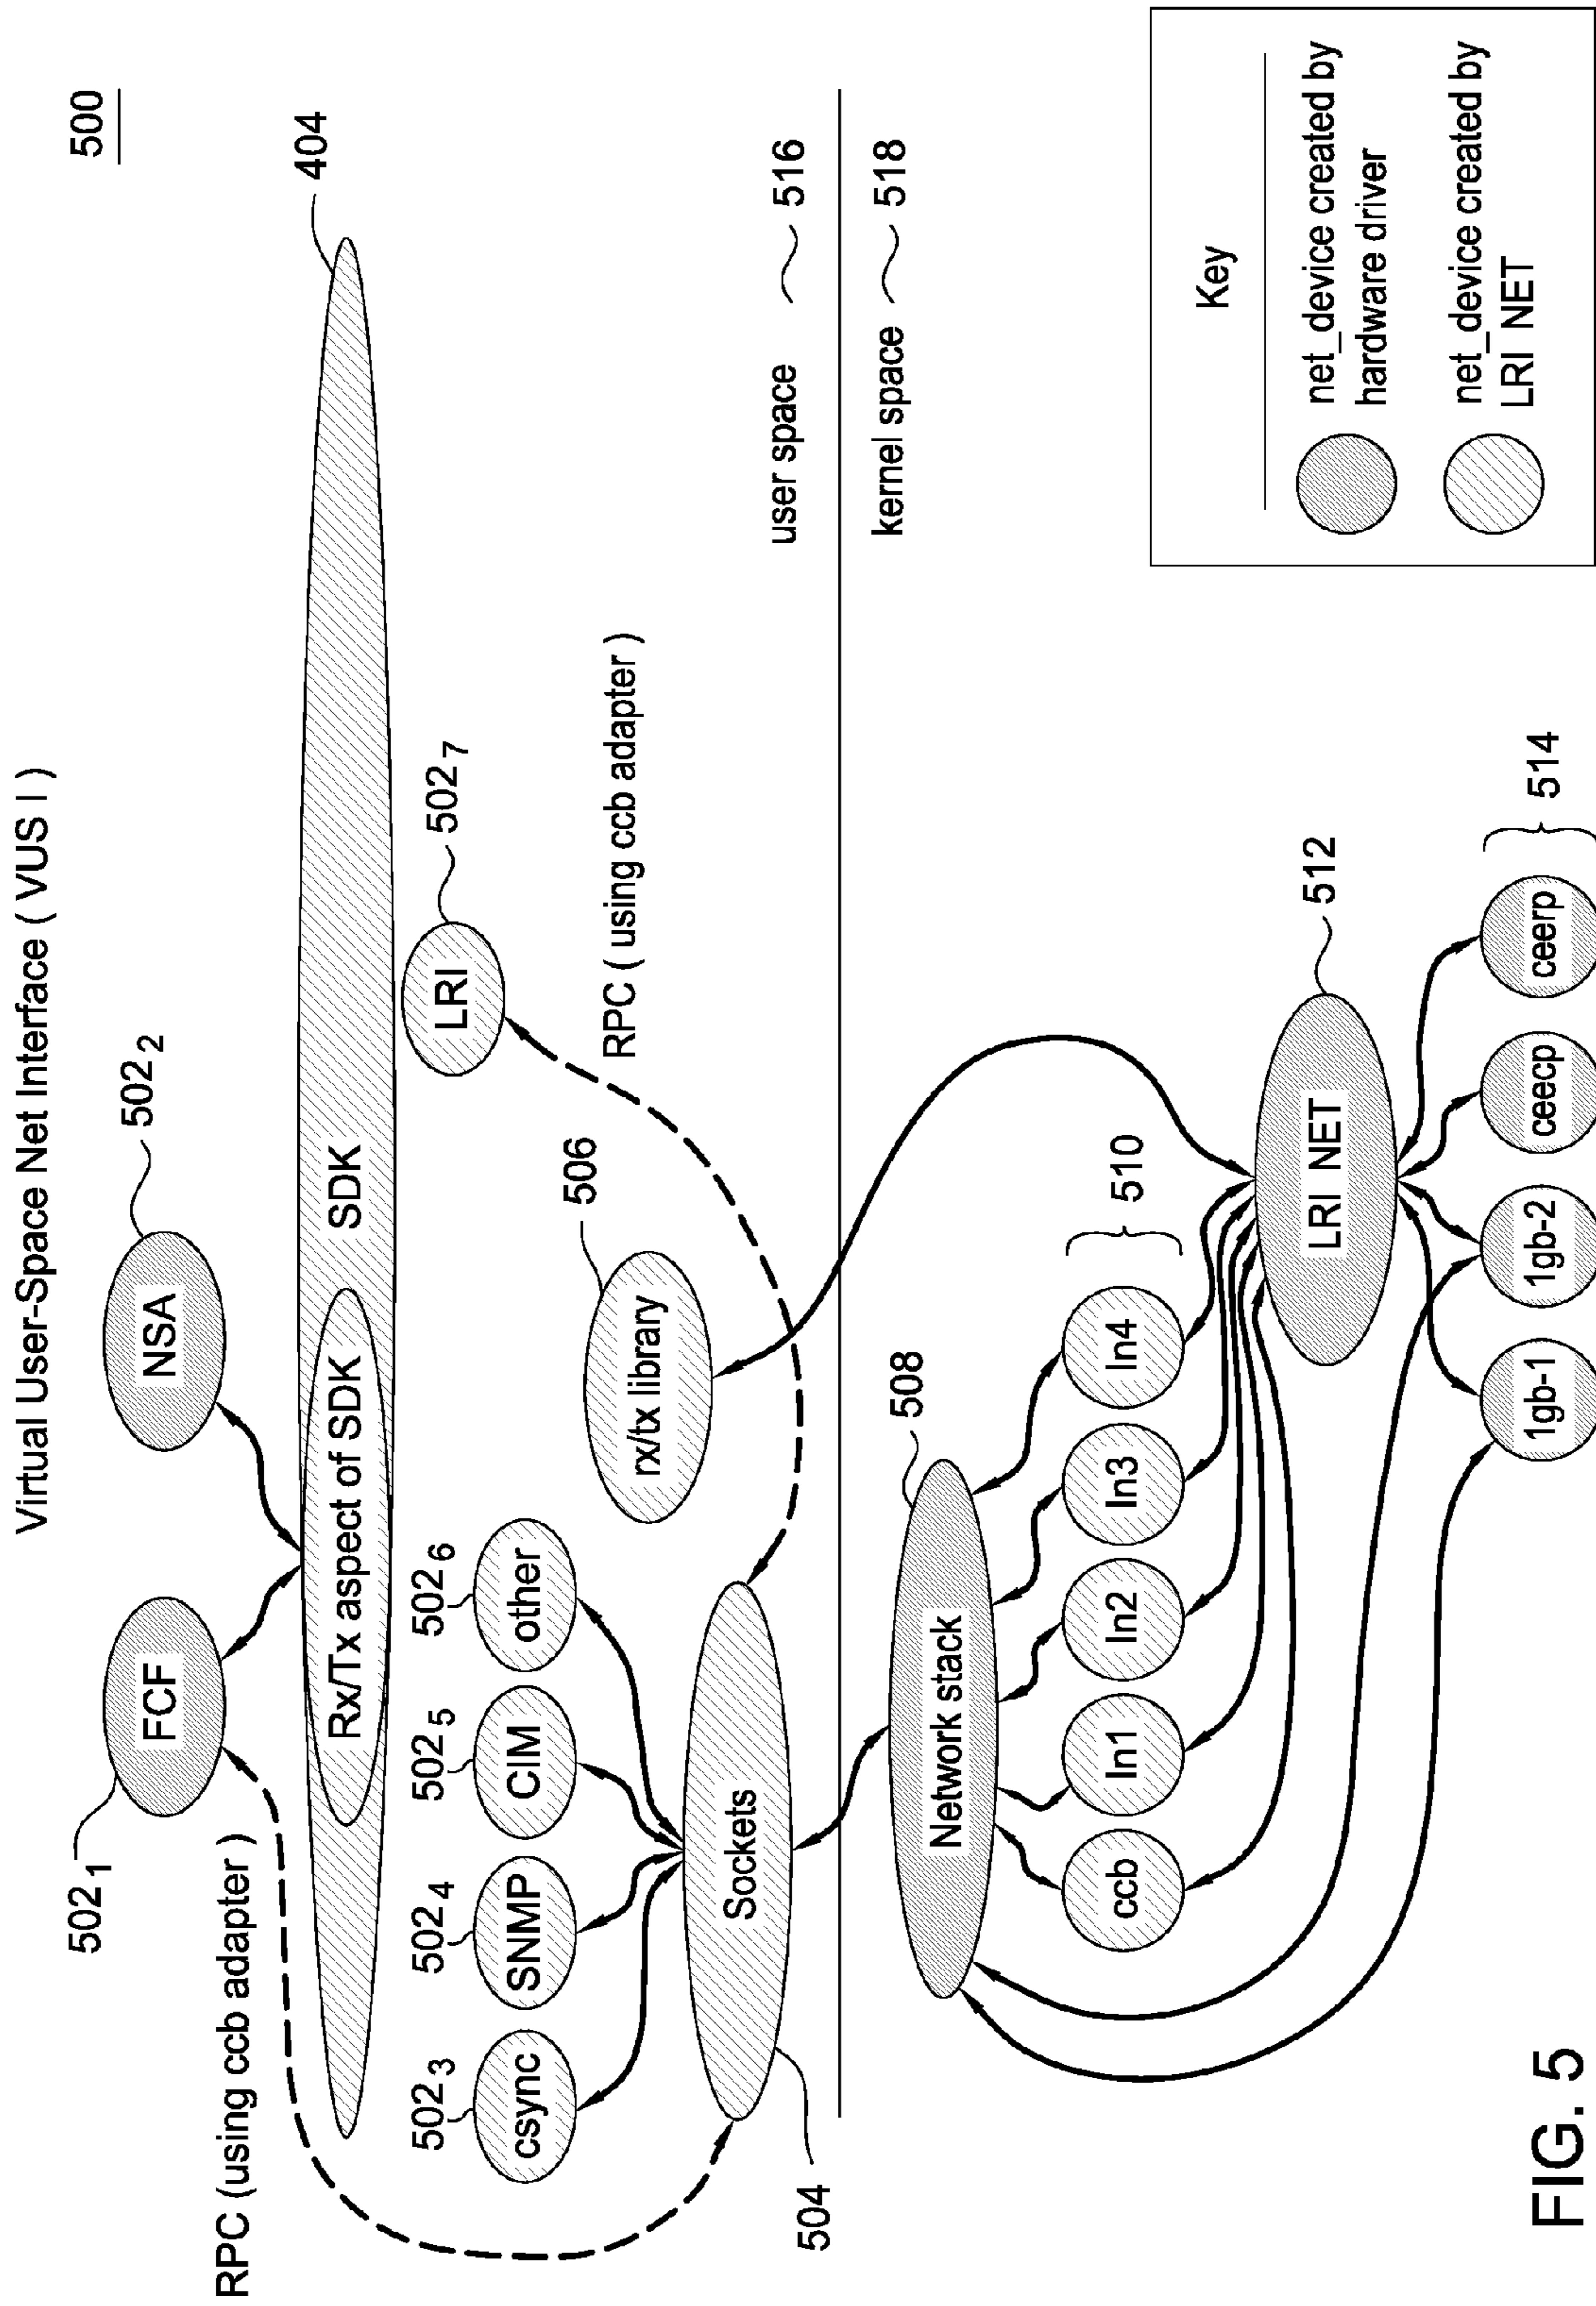 Virtual User-Space Net Interface ( VUS I )
500
502 1
FCF
502 2
NSA
RPC (using ccb adapter )
404
Rx/Tx aspect of SDK
SDK
502 3
csync
502 4
SNMP
502 5
CIM
502 6
other
LRI
502 7
506
rx/tx library
RPC ( using ccb adapter )
504
Sockets
user space
516
kernel space
518
508
Network stack
ccb
In1
In2
In3
In4
510
LRI NET
512
1gb-1
1gb-2
ceecp
ceerp
514
Key
net_device created by
hardware driver
net_device created by
LRI NET
FIG. 5